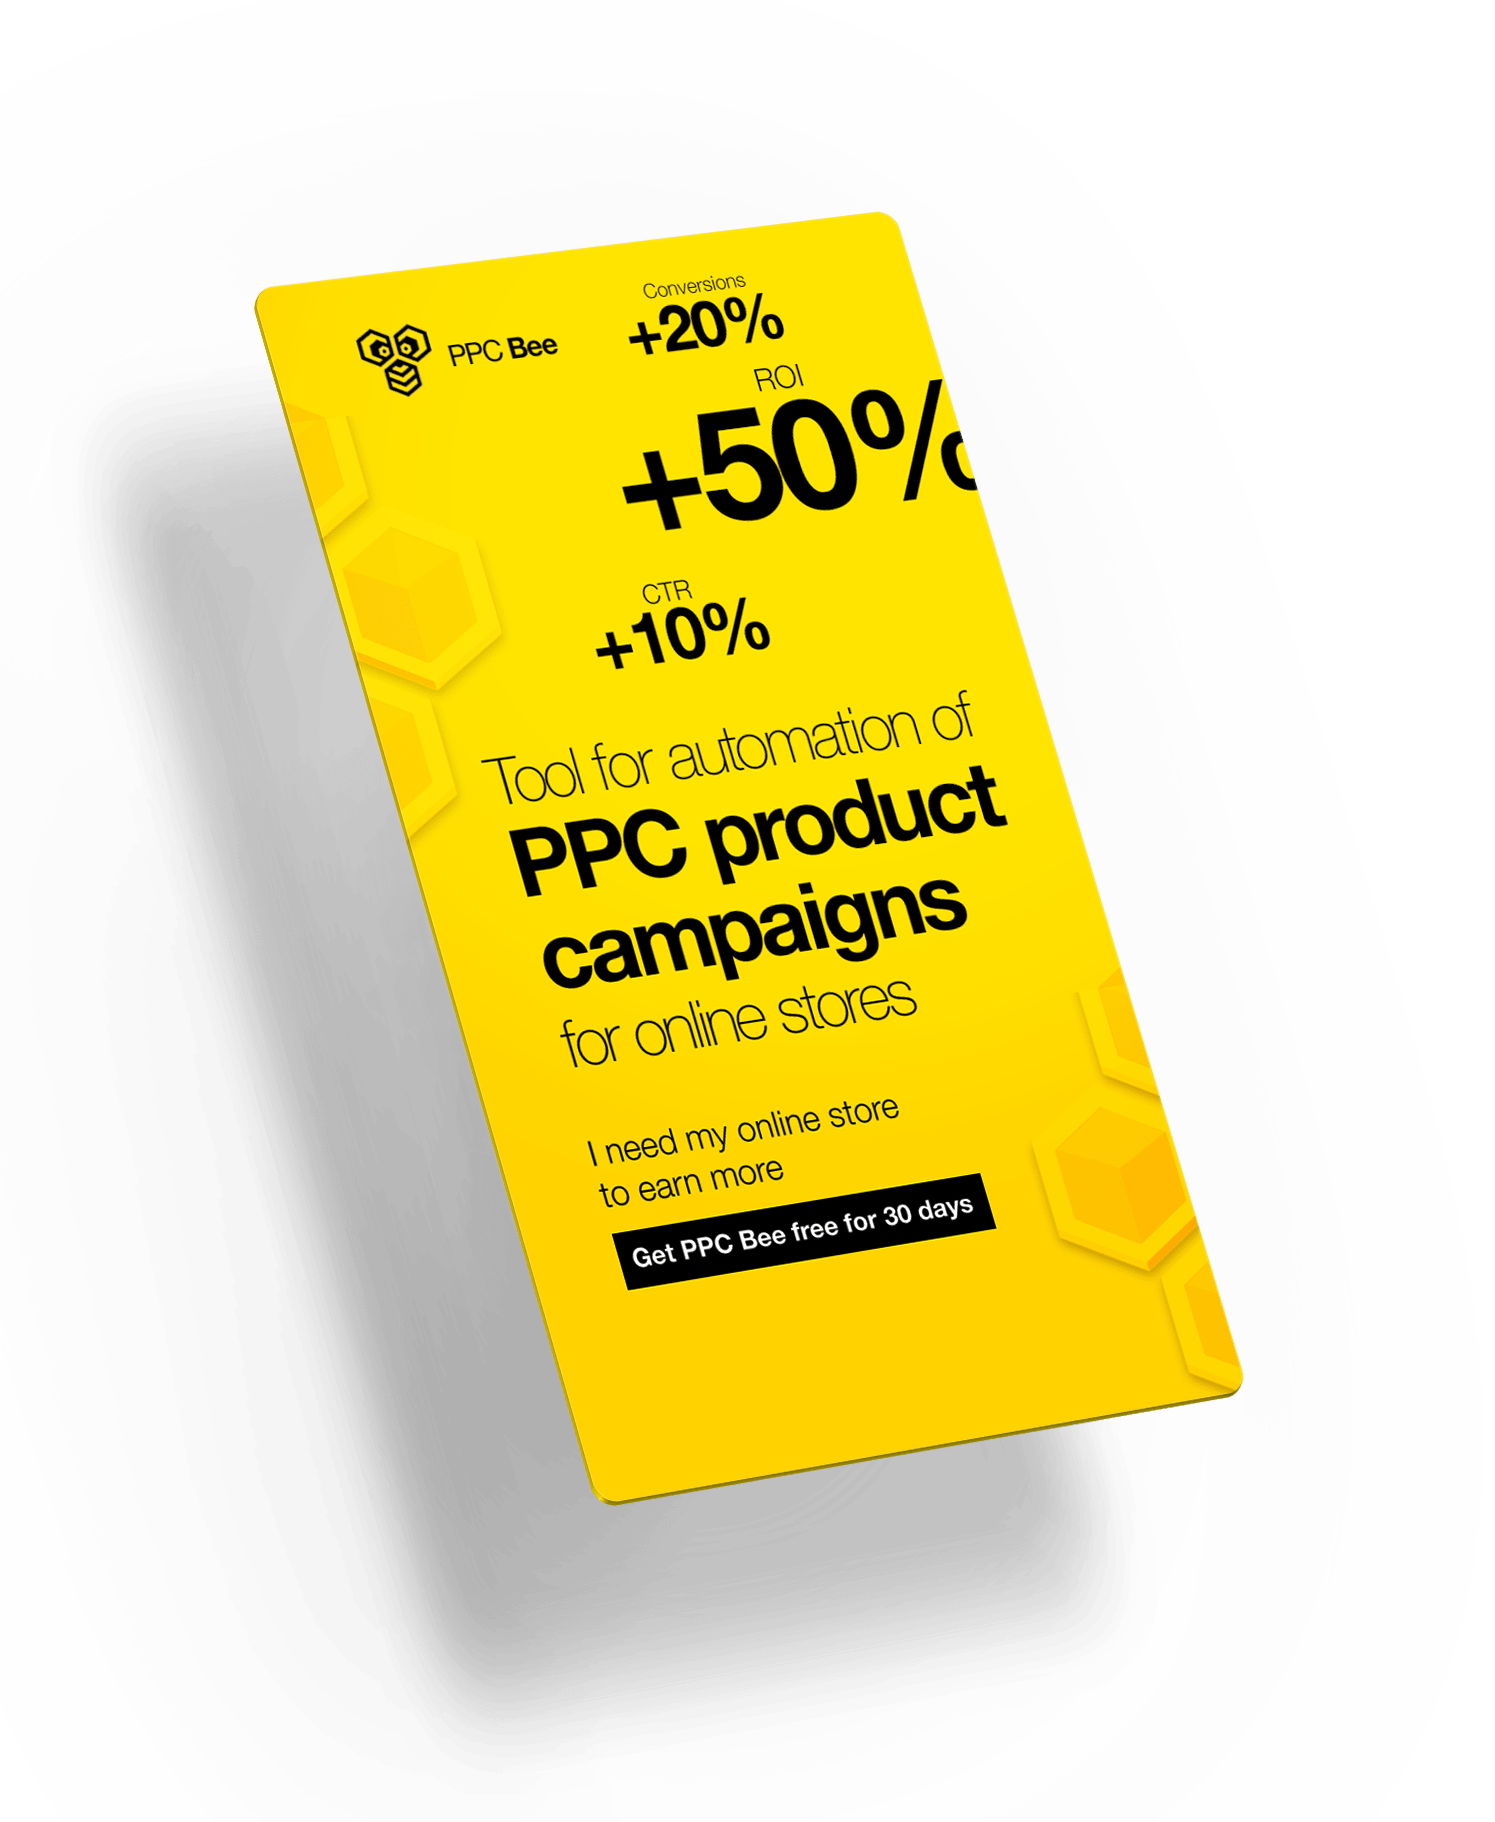 PPC Bee
Conversions
+20%
ROI
+50%
CTR
+10%
Tool for automation of
PPC product
campaigns
for online stores
I need my online store
to earn more
Get PPC Bee free for 30 days